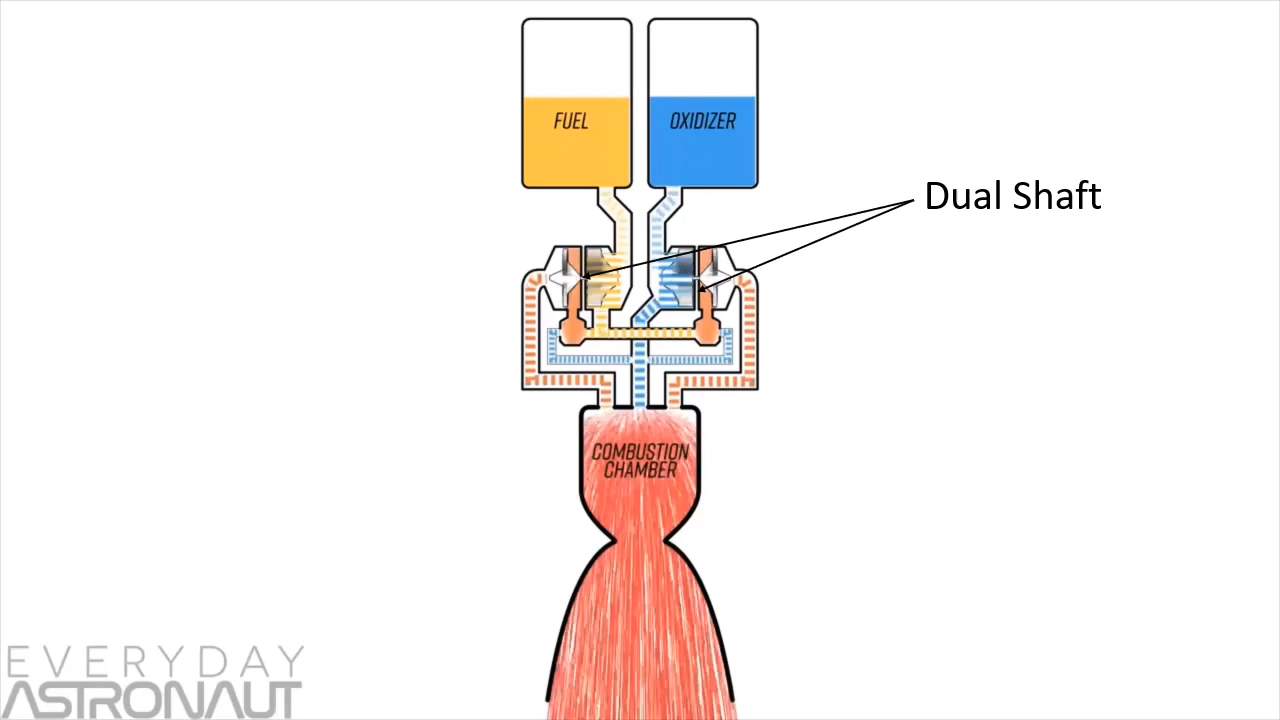 FUEL
OXIDIZER
Dual Shaft
COMBUSTION
CHAMBER
EVERYDAY
ASTRONAUT